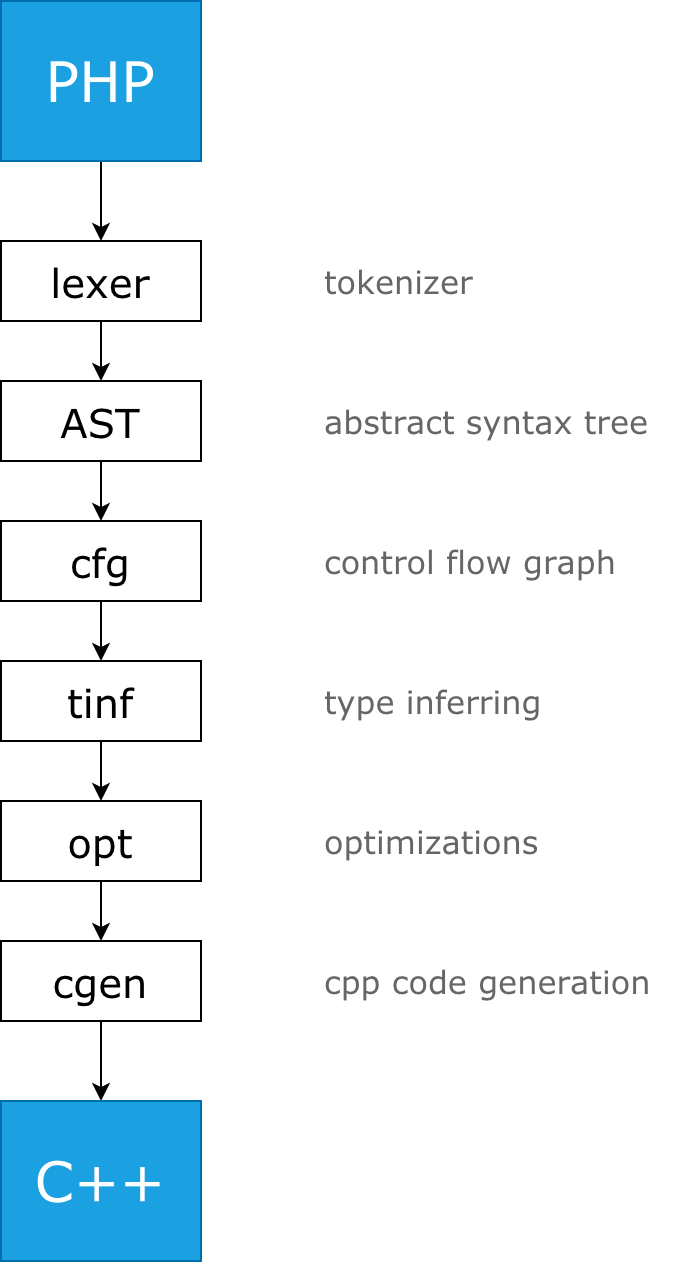 PHP
lexer
tokenizer
AST
abstract syntax tree
cfg
control flow graph
tinf
type inferring
opt
optimizations
cgen
cpp code generation
C++